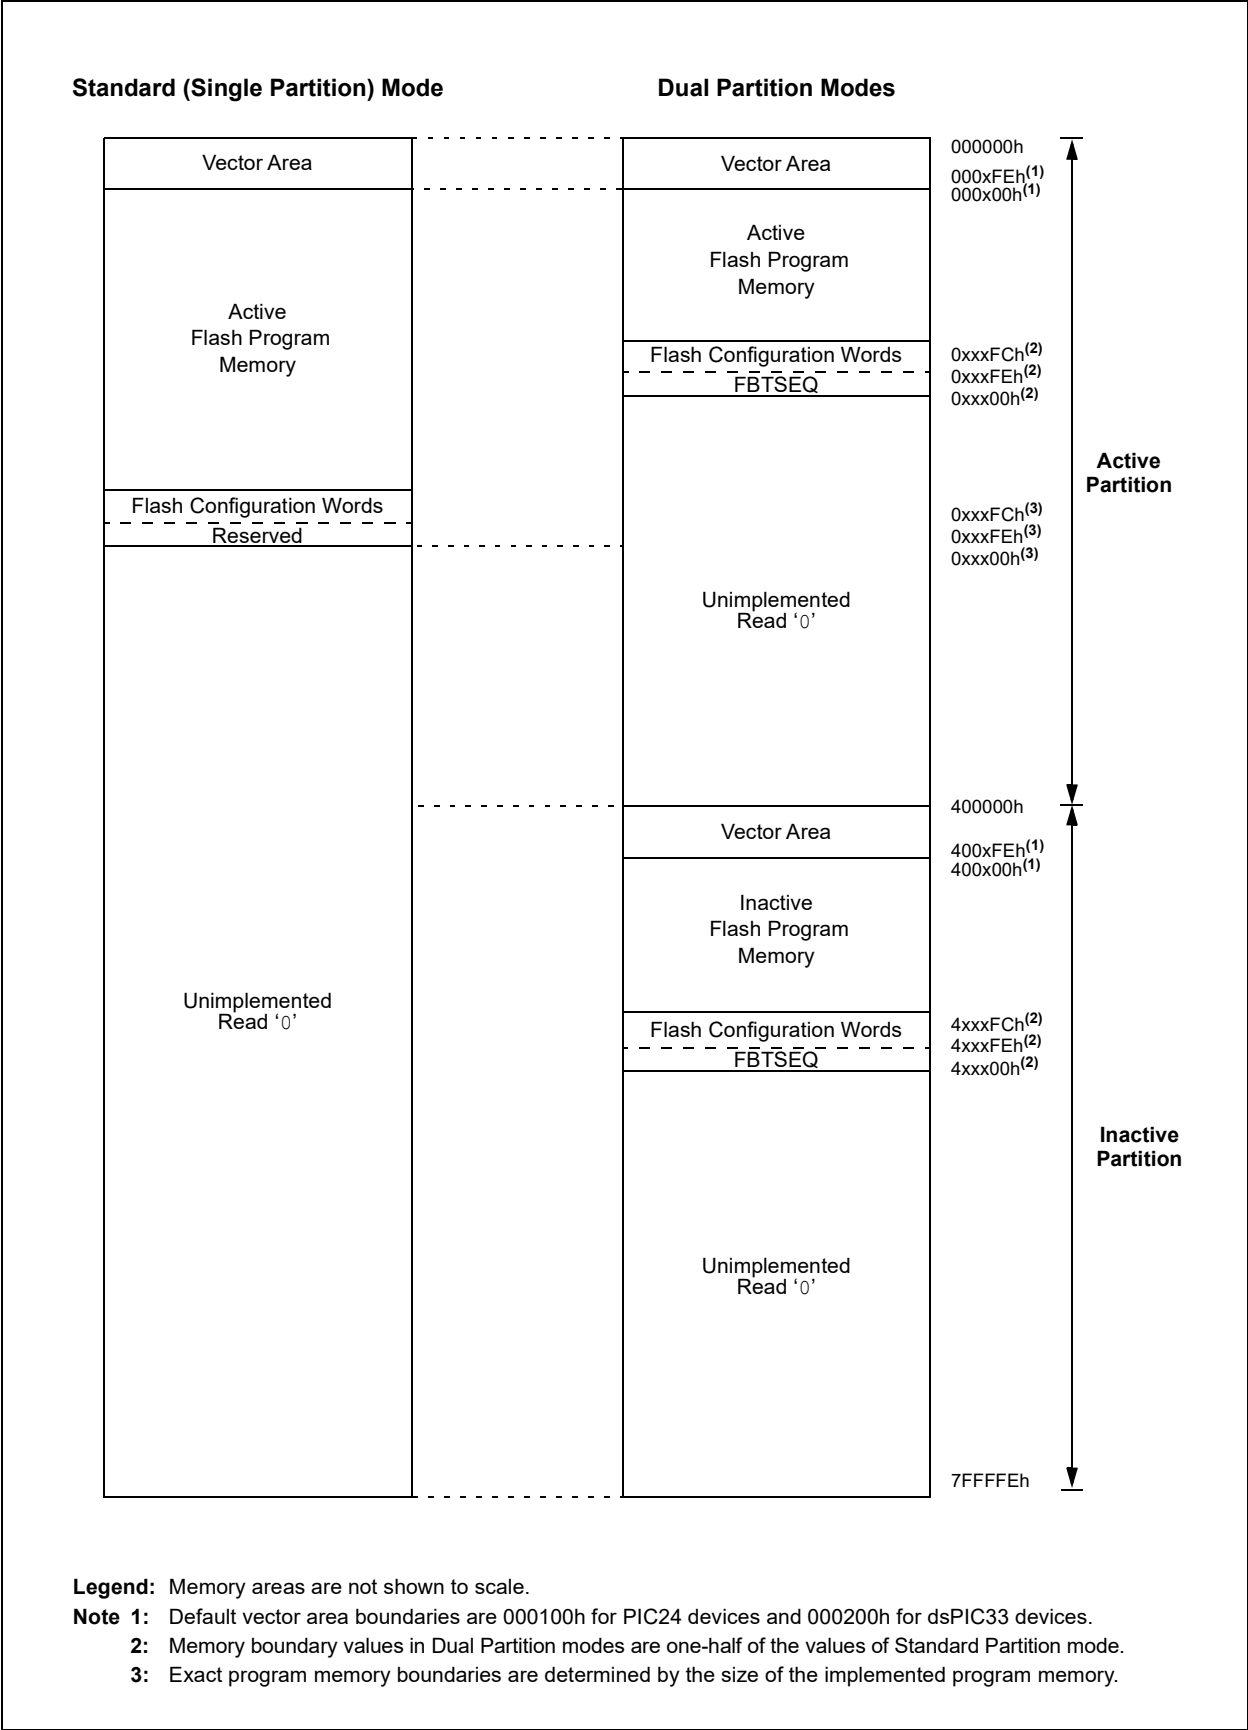 Standard (Single Partition) Mode
Dual Partition Modes
Vector Area
Active
Flash Program
Memory
Flash Configuration Words
Reserved
Unimplemented
Read ‘0’
Vector Area
Active
Flash Program
Memory
Flash Configuration Words
FBTSEQ
Unimplemented
Read ‘0’
Vector Area
Inactive
Flash Program
Memory
Flash Configuration Words
FBTSEQ
Unimplemented
Read ‘0’
000000h
000xFEh(1)
000x00h(1)
0xxxFCh(2)
0xxxFEh(2)
0xxx00h(2)
0xxxFCh(3)
0xxxFEh(3)
0xxx00h(3)
400000h
400xFEh(1)
400x00h(1)
4xxxFCh(2)
4xxxFEh(2)
4xxx00h(2)
7FFFFEh
Active
Partition
Inactive
Partition
Legend: Memory areas are not shown to scale.
Note 1: Default vector area boundaries are 000100h for PIC24 devices and 000200h for dsPIC33 devices.
2: Memory boundary values in Dual Partition modes are one-half of the values of Standard Partition mode.
3: Exact program memory boundaries are determined by the size of the implemented program memory.